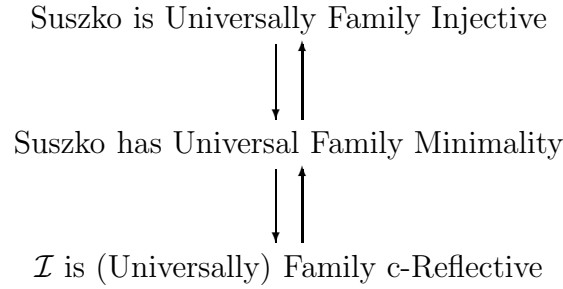 Suszko is Universally Family Injective
Suszko has Universal Family Minimality
ℐ is (Universally) Family c-Reflective